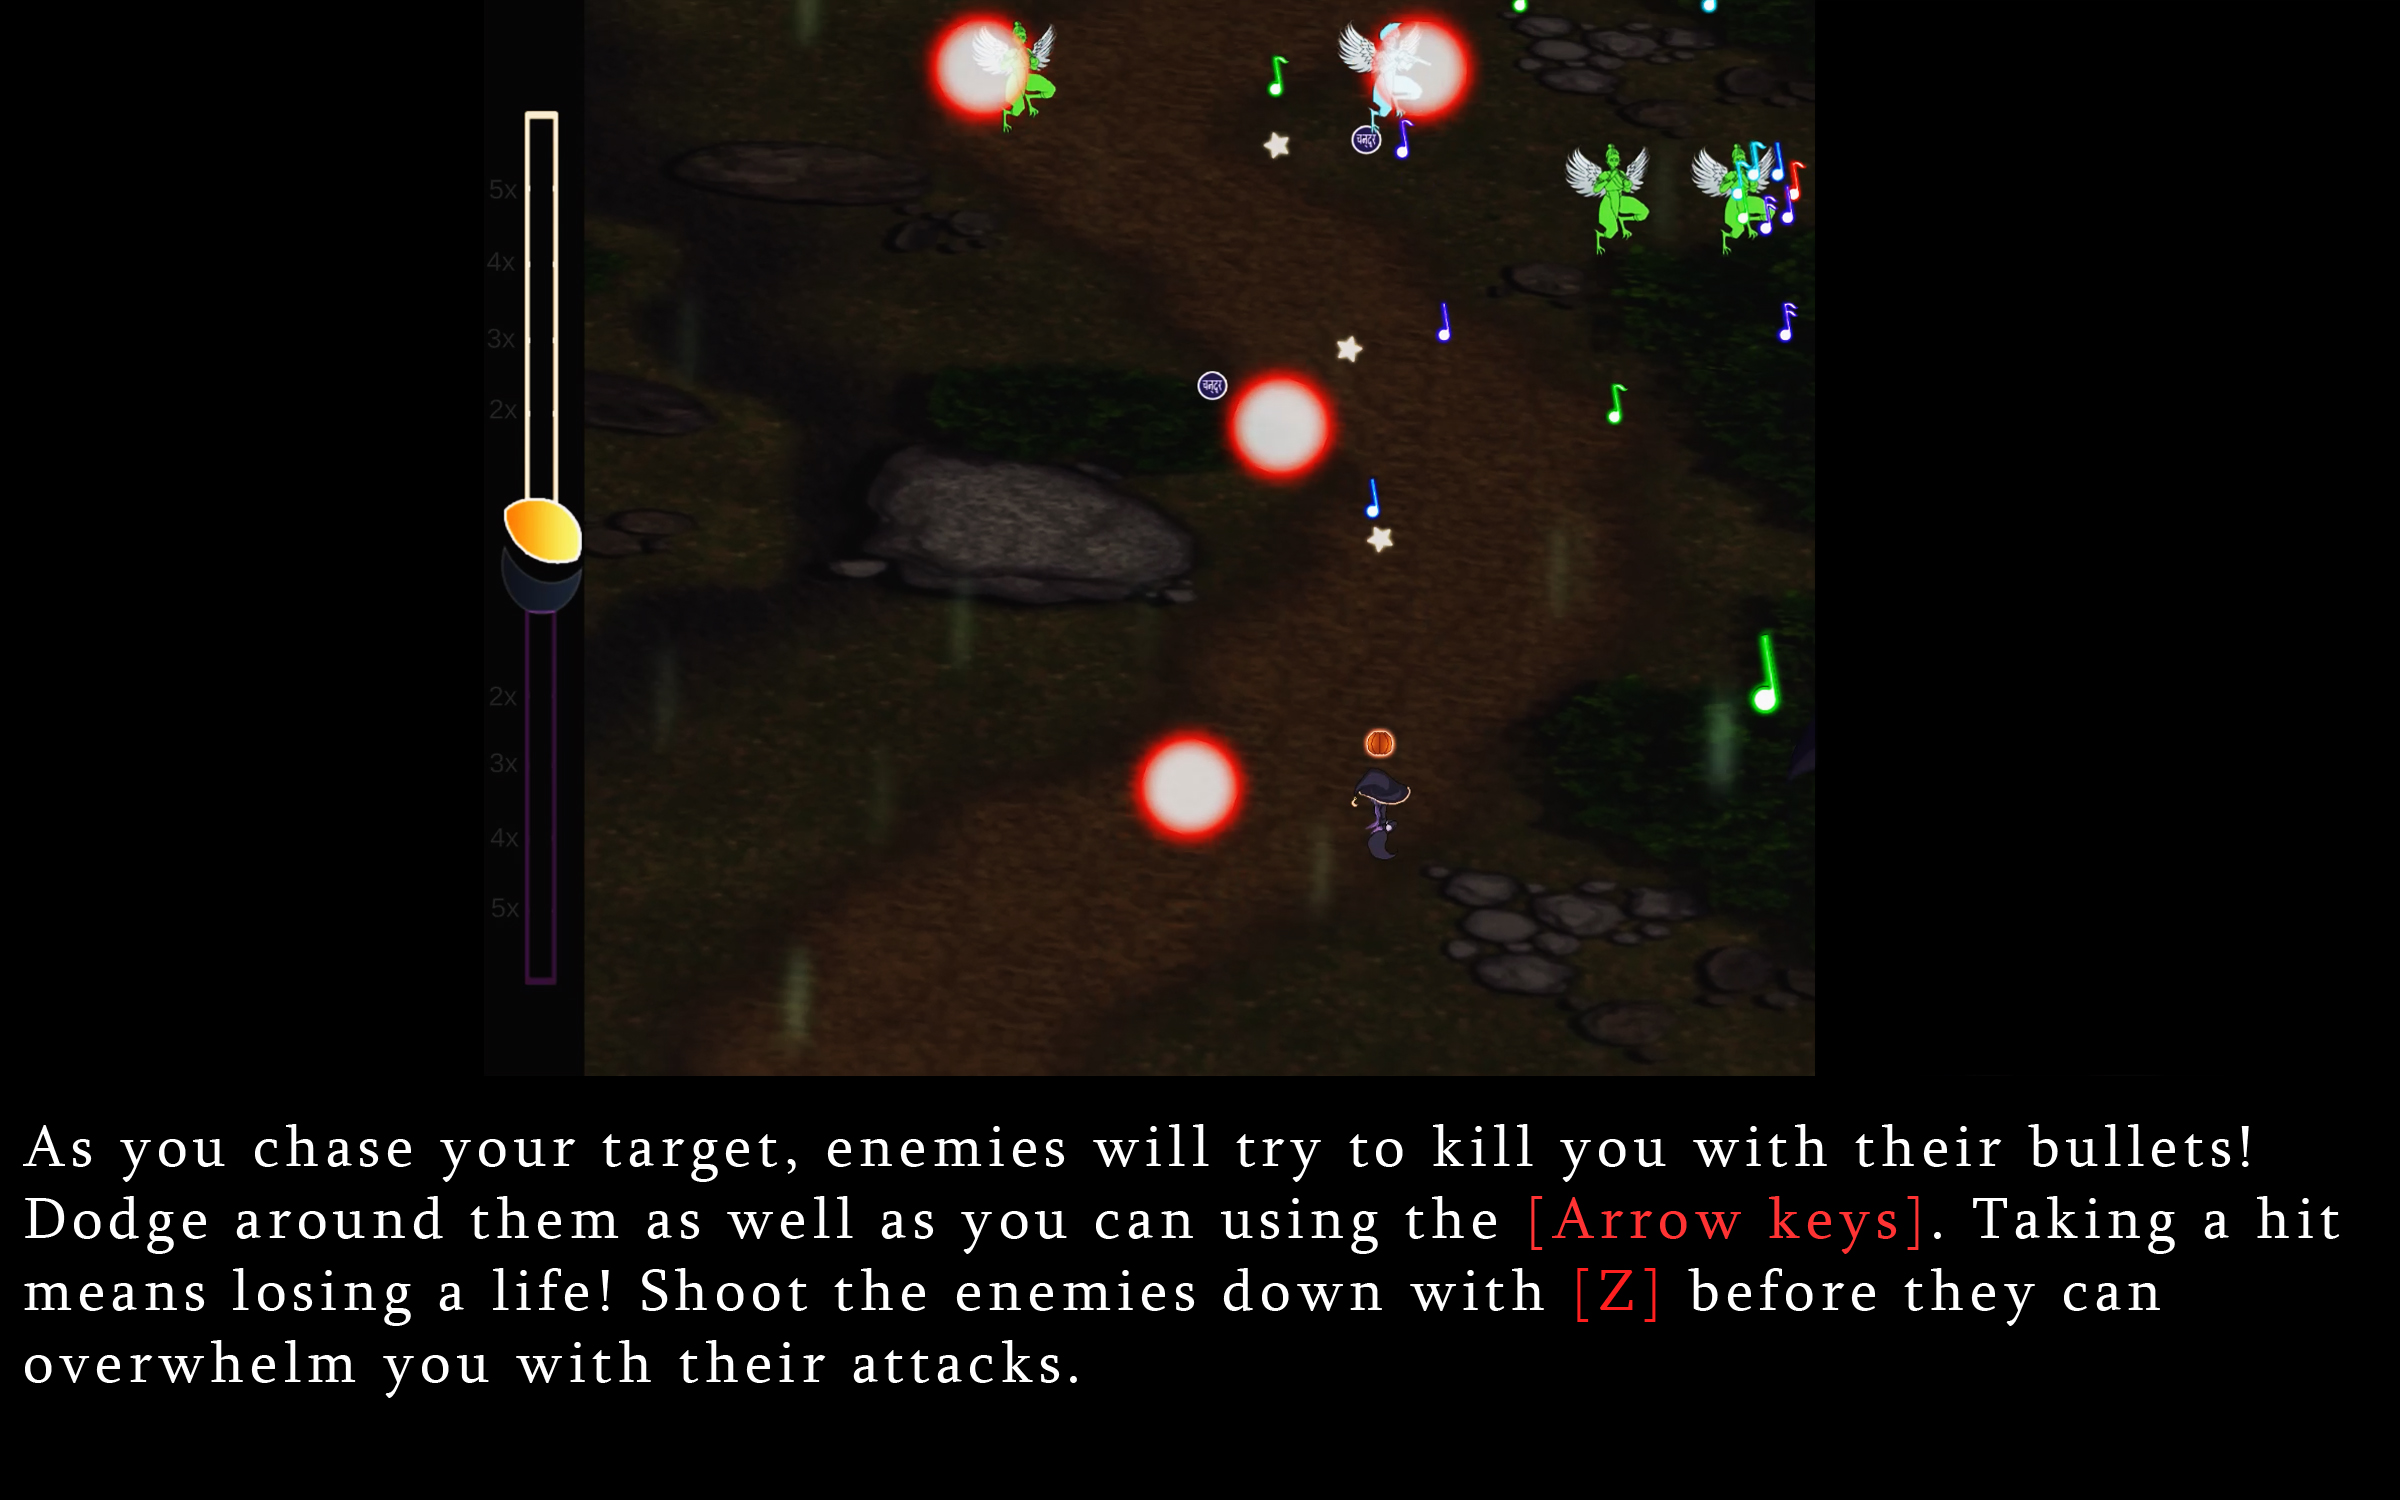 5x
4x
3x
2x
2x
3x
4x
5x
चन्दूर
चन्दूर
As you chase your target, enemies will try to kill you with their bullets!
Dodge around them as well as you can using the [Arrow keys]. Taking a hit
means losing a life! Shoot the enemies down with [Z] before they can
overwhelm you with their attacks.